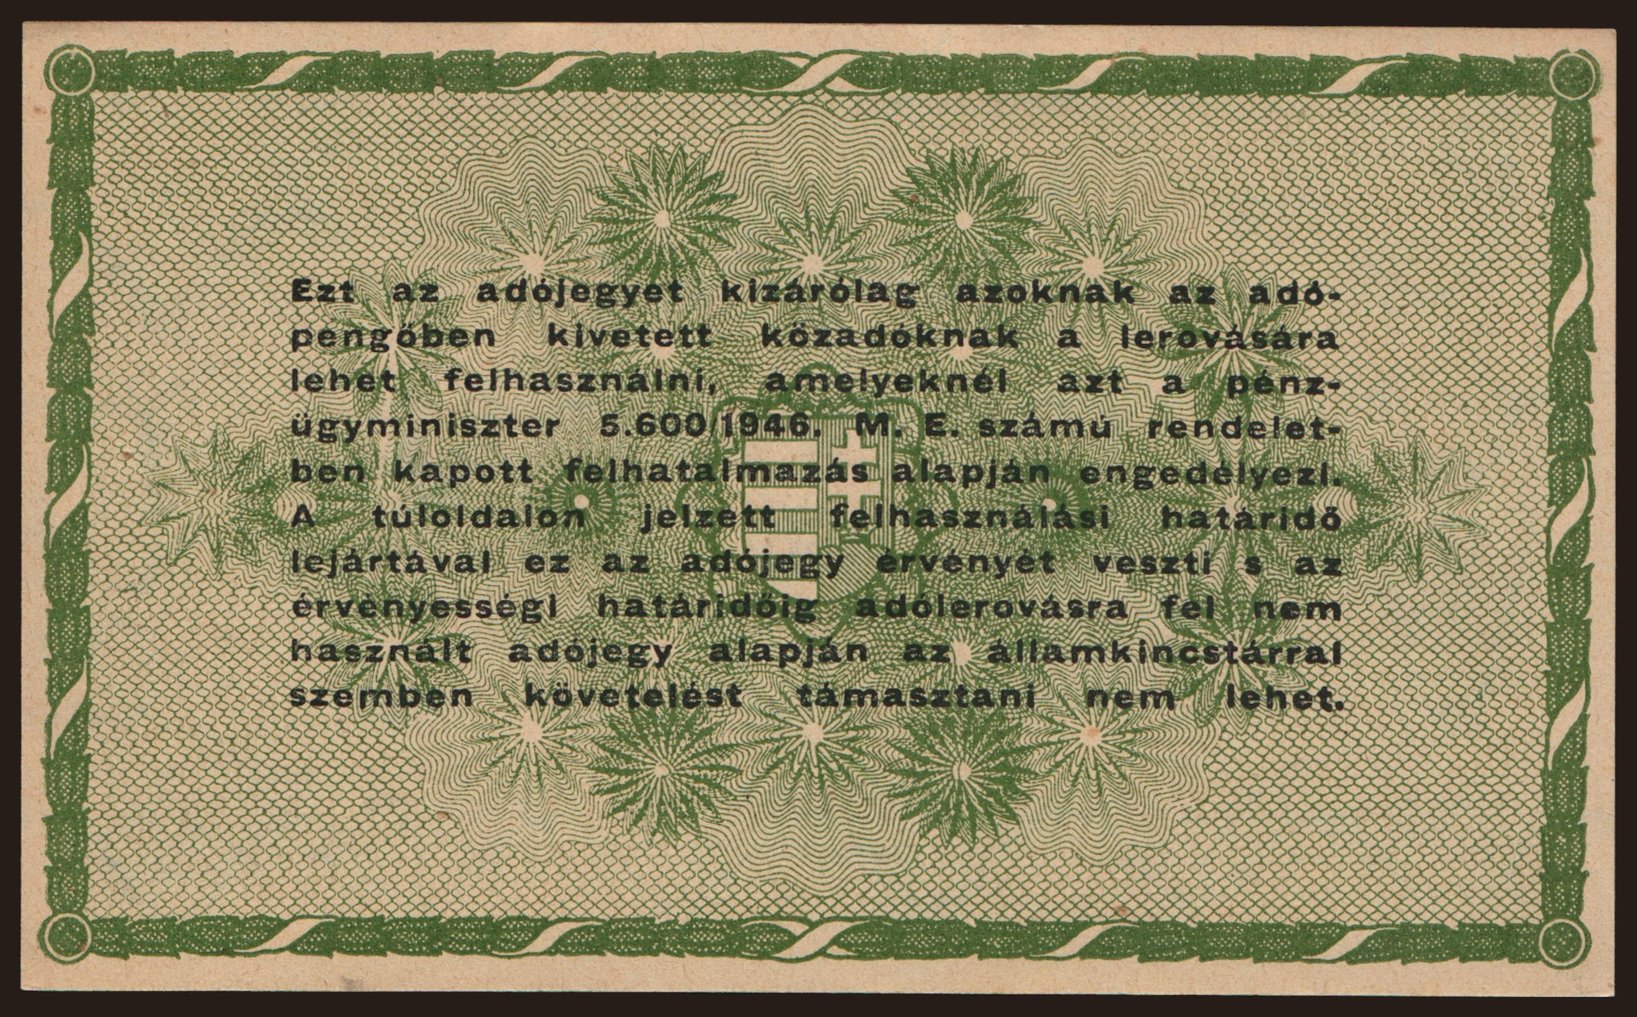 Ezt az adójegyet kizárólag azoknak az adó-
pengőben kivetett közadóknak a lerovására
lehet felhasználni, amelyeknél azt a pénz-
ügyminiszter 5.600/1946. M. E. számú rendelet-
ben kapott felhatalmazás alapján engedélyezi.
A túloldalon jelzett felhasználási határidő
lejártával ez az adójegy érvényét veszti s az
érvényességi határidőig adólerovásra fel nem
használt adójegy alapján az államkincstárral
szemben követelést támasztani nem lehet.